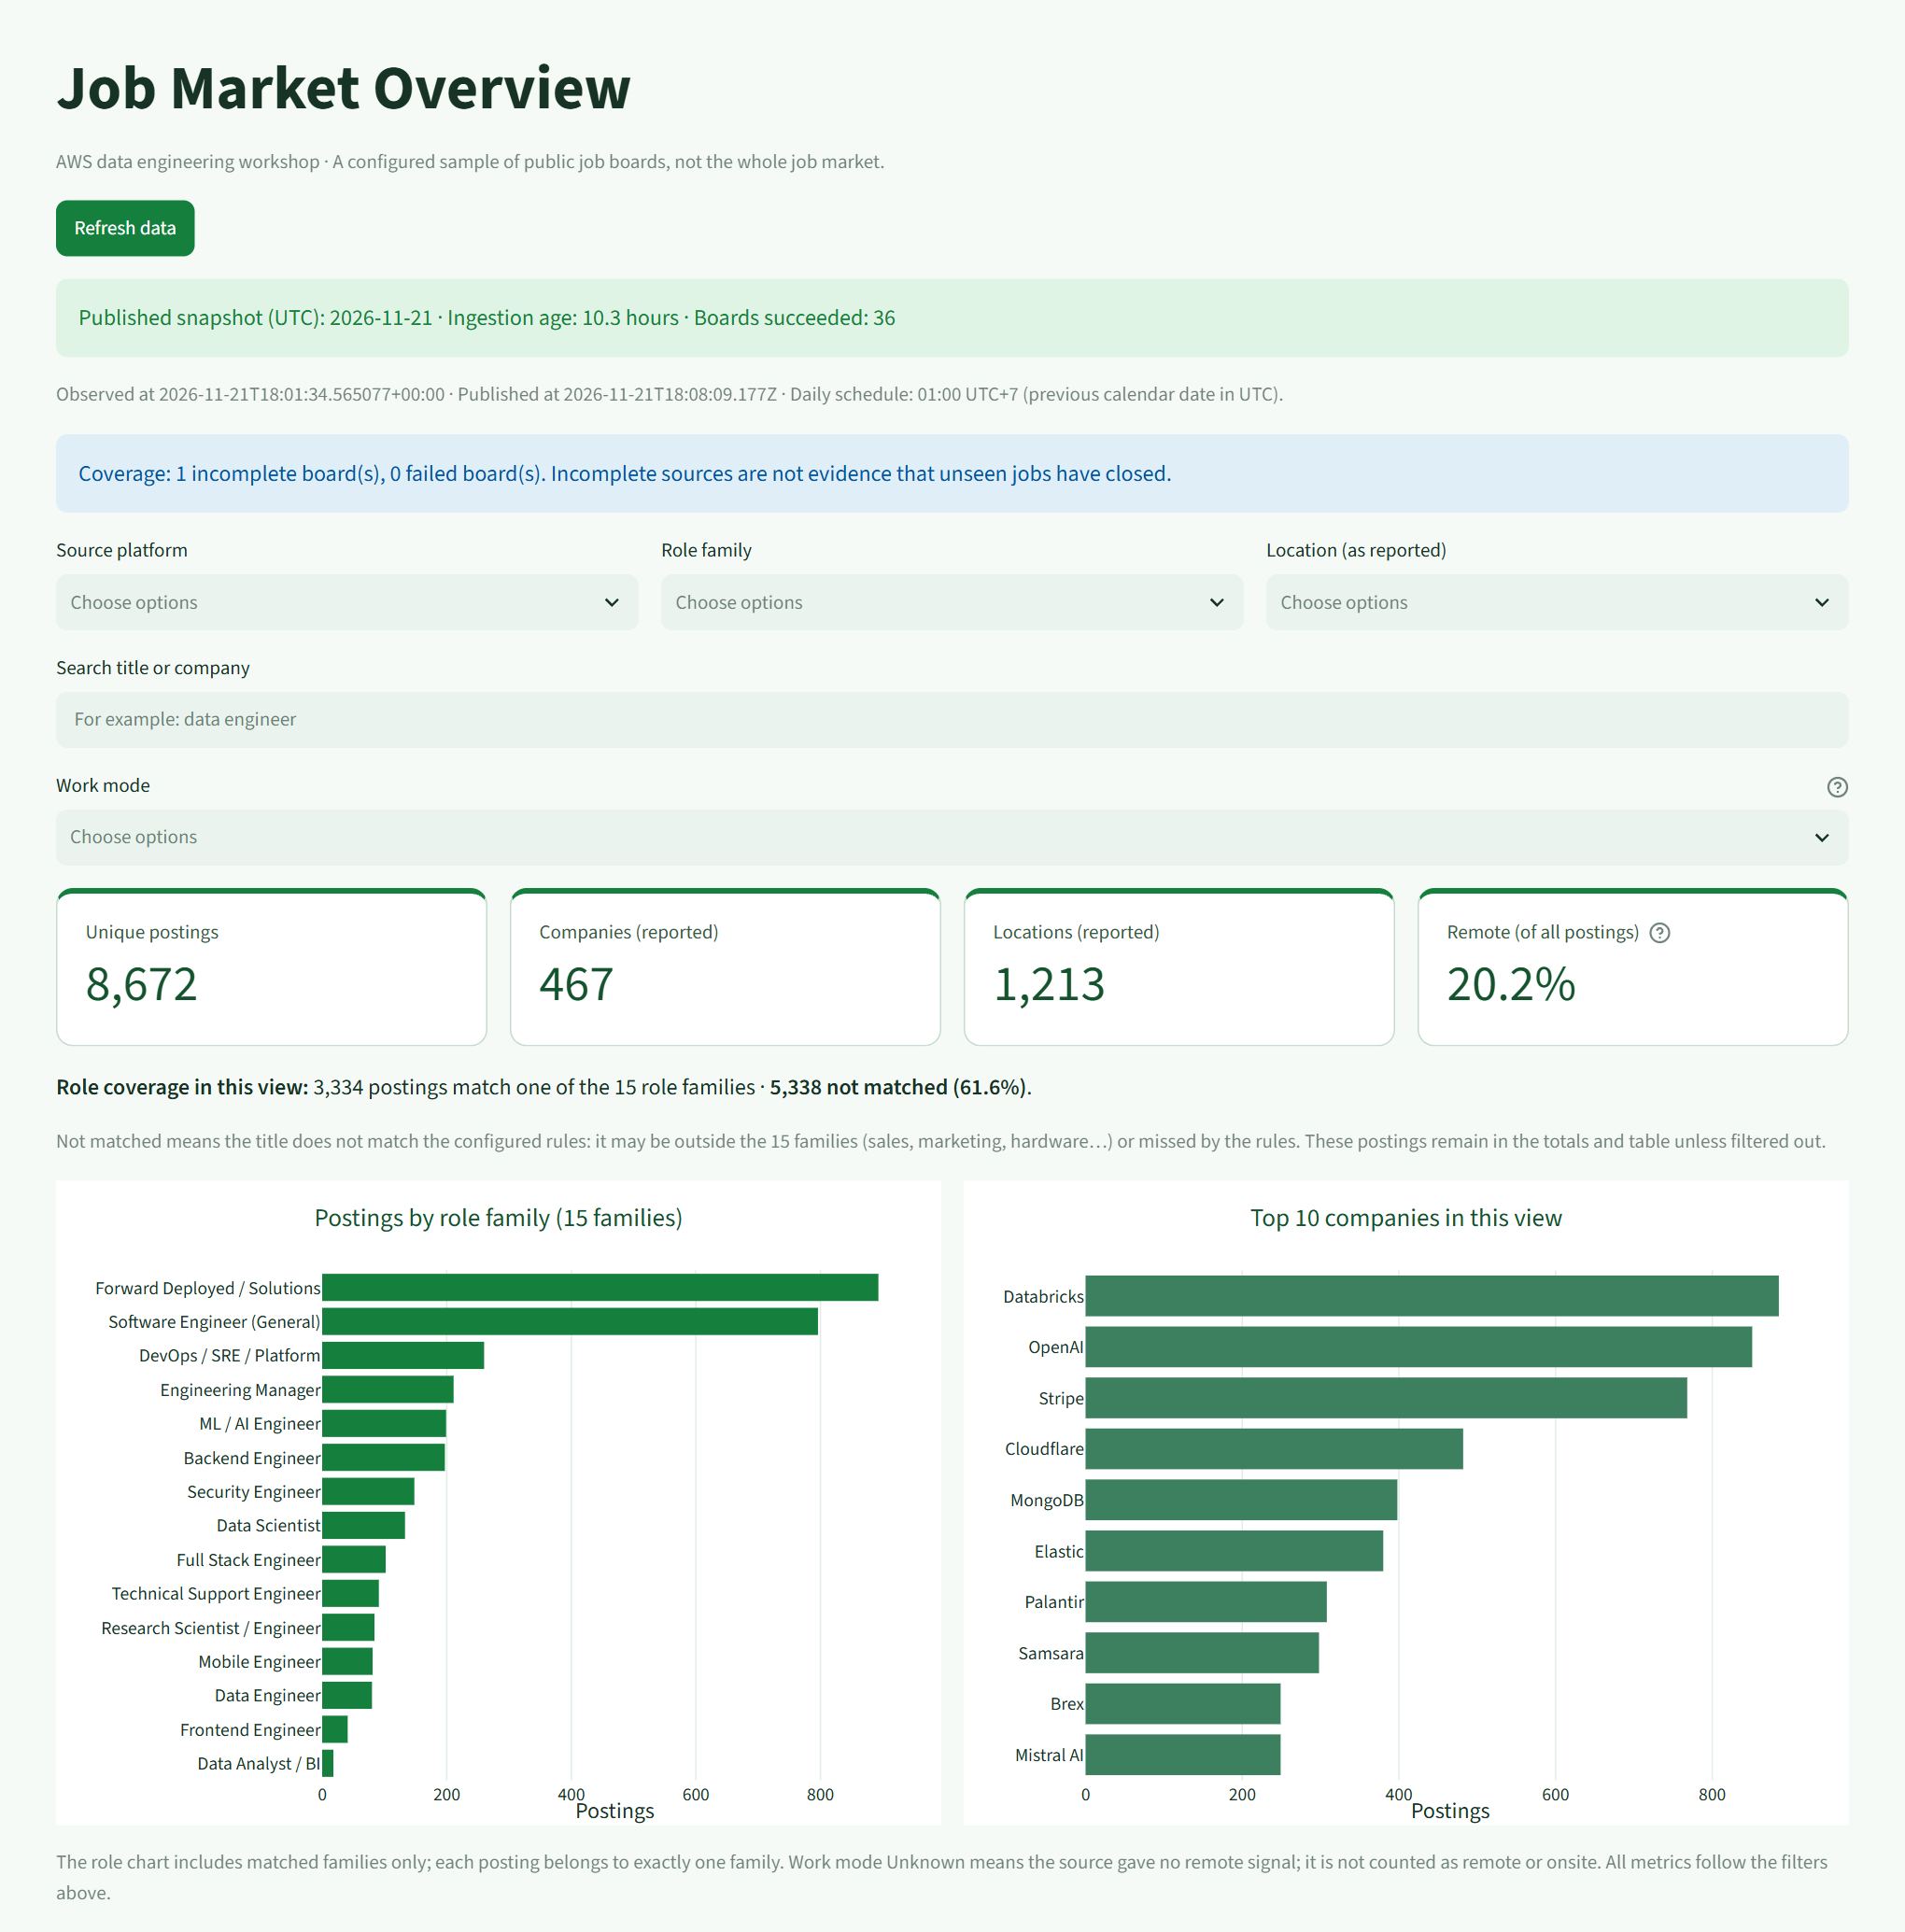 Job Market Overview
AWS data engineering workshop · A configured sample of public job boards, not the whole job market.
Refresh data
Published snapshot (UTC): 2026-11-21 · Ingestion age: 10.3 hours · Boards succeeded: 36
Observed at 2026-11-21T18:01:34.565077+00:00 · Published at 2026-11-21T18:08:09.177Z · Daily schedule: 01:00 UTC+7 (previous calendar date in UTC).
Coverage: 1 incomplete board(s), 0 failed board(s). Incomplete sources are not evidence that unseen jobs have closed.
Source platform
Choose options
Role family
Choose options
Location (as reported)
Choose options
Search title or company
For example: data engineer
Work mode
?
Choose options
Unique postings
8,672
Companies (reported)
467
Locations (reported)
1,213
Remote (of all postings) ?
20.2%
Role coverage in this view: 3,334 postings match one of the 15 role families · 5,338 not matched (61.6%).
Not matched means the title does not match the configured rules: it may be outside the 15 families (sales, marketing, hardware…) or missed by the rules. These postings remain in the totals and table unless filtered out.
Postings by role family (15 families)
Forward Deployed / Solutions
Software Engineer (General)
DevOps / SRE / Platform
Engineering Manager
ML / AI Engineer
Backend Engineer
Security Engineer
Data Scientist
Full Stack Engineer
Technical Support Engineer
Research Scientist / Engineer
Mobile Engineer
Data Engineer
Frontend Engineer
Data Analyst / BI
0 200 400 600 800
Postings
Top 10 companies in this view
Databricks
OpenAI
Stripe
Cloudflare
MongoDB
Elastic
Palantir
Samsara
Brex
Mistral AI
0 200 400 600 800
Postings
The role chart includes matched families only; each posting belongs to exactly one family. Work mode Unknown means the source gave no remote signal; it is not counted as remote or onsite. All metrics follow the filters
above.